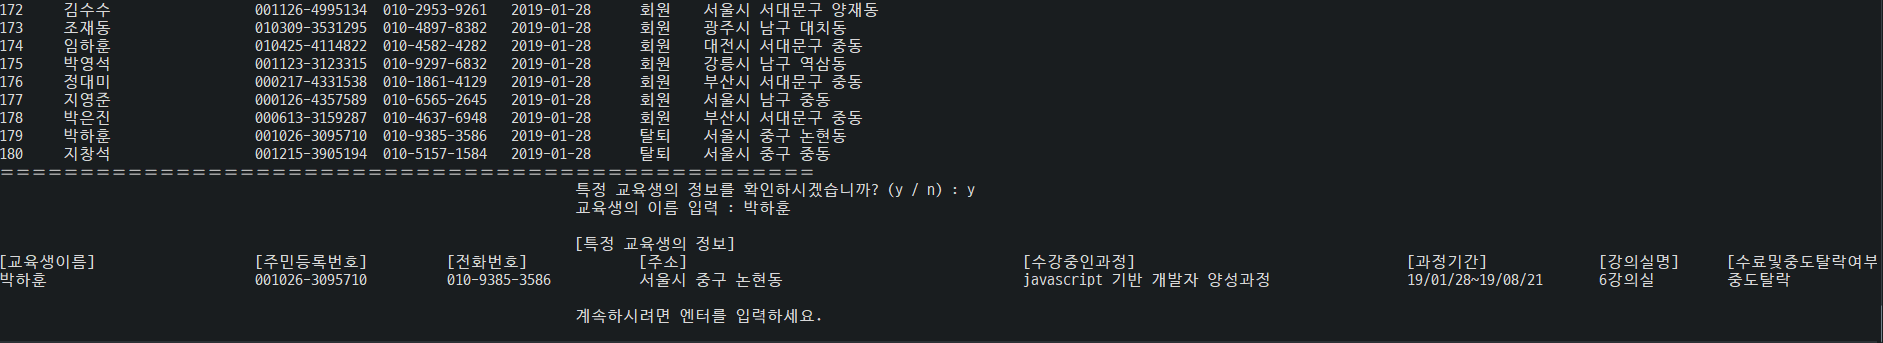 172 김수수 001126-4995134 010-2953-9261 2019-01-28 회원 서울시 서대문구 양재동
173 조재동 010309-3531295 010-4897-8382 2019-01-28 회원 광주시 남구 대치동
174 임하훈 010425-4114822 010-4582-4282 2019-01-28 회원 대전시 서대문구 중동
175 박영석 001123-3123315 010-9297-6832 2019-01-28 회원 강릉시 남구 역삼동
176 정대미 000217-4331538 010-1861-4129 2019-01-28 회원 부산시 서대문구 중동
177 지영준 000126-4357589 010-6565-2645 2019-01-28 회원 서울시 남구 중동
178 박은진 000613-3159287 010-4637-6948 2019-01-28 회원 부산시 서대문구 중동
179 박하훈 001026-3095710 010-9385-3586 2019-01-28 탈퇴 서울시 중구 논현동
180 지창석 001215-3905194 010-5157-1584 2019-01-28 탈퇴 서울시 중구 중동
===================================================
특정 교육생의 정보를 확인하시겠습니까? (y / n) : y
교육생의 이름 입력 : 박하훈
[특정 교육생의 정보]
[교육생이름] [주민등록번호] [전화번호] [주소] [수강중인과정] [과정기간] [강의실명] [수료및중도탈락여부
박하훈 001026-3095710 010-9385-3586 서울시 중구 논현동 javascript 기반 개발자 양성과정 19/01/28~19/08/21 6강의실 중도탈락
계속하시려면 엔터를 입력하세요.